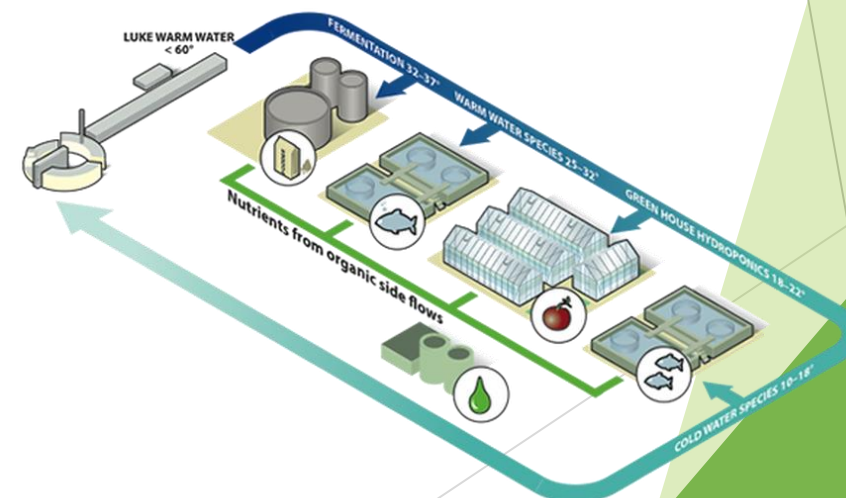 LUKE WARM WATER
< 60°
FERMENTATION 32–37°
WARM WATER SPECIES 25–32°
GREEN HOUSE HYDROPONICS 18–22°
Nutrients from organic side flows
COLD WATER SPECIES 10–18°